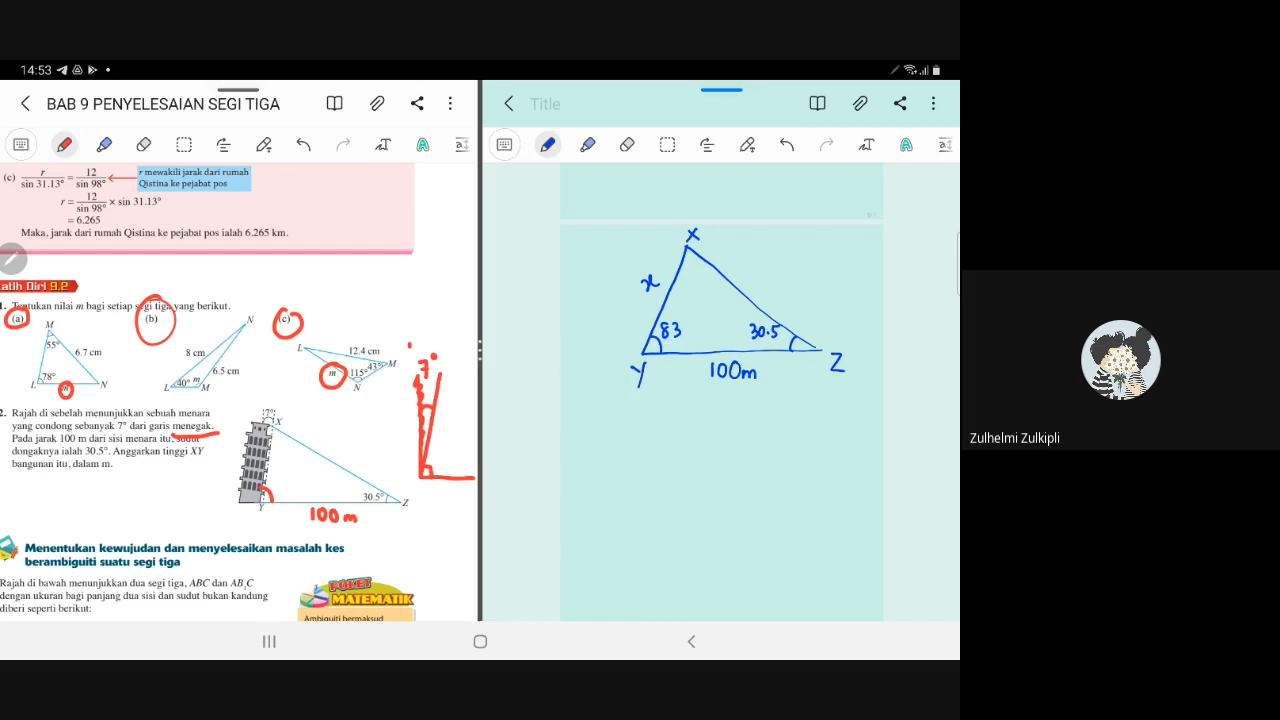 14:53
BAB 9 PENYELESAIAN SEGI TIGA
(c) r/sin 31.13° = 12/sin 98°
r mewakili jarak dari rumah
Qistina ke pejabat pos
r = 12/sin 98° × sin 31.13°
= 6.265
Maka, jarak dari rumah Qistina ke pejabat pos ialah 6.265 km.
atih Diri 9.2
1. Tentukan nilai m bagi setiap segi tiga yang berikut.
(a) (b) (c)
M
55°
6.7 cm
78°
L m N
N
8 cm
6.5 cm
40° m
L M
L
12.4 cm
M
43°
m 115°
N
7°
2. Rajah di sebelah menunjukkan sebuah menara
yang condong sebanyak 7° dari garis menegak.
Pada jarak 100 m dari sisi menara itu, sudut
dongaknya ialah 30.5°. Anggarkan tinggi XY
bangunan itu, dalam m.
7°
X
30.5°
Y Z
100 m
Menentukan kewujudan dan menyelesaikan masalah kes
berambiguiti suatu segi tiga
Rajah di bawah menunjukkan dua segi tiga, ABC dan AB₁C
dengan ukuran bagi panjang dua sisi dan sudut bukan kandung
diberi seperti berikut:
POKET
MATEMATIK
Ambiguiti bermaksud
Title
X
x
83 30.5
Y 100m Z
Zulhelmi Zulkipli